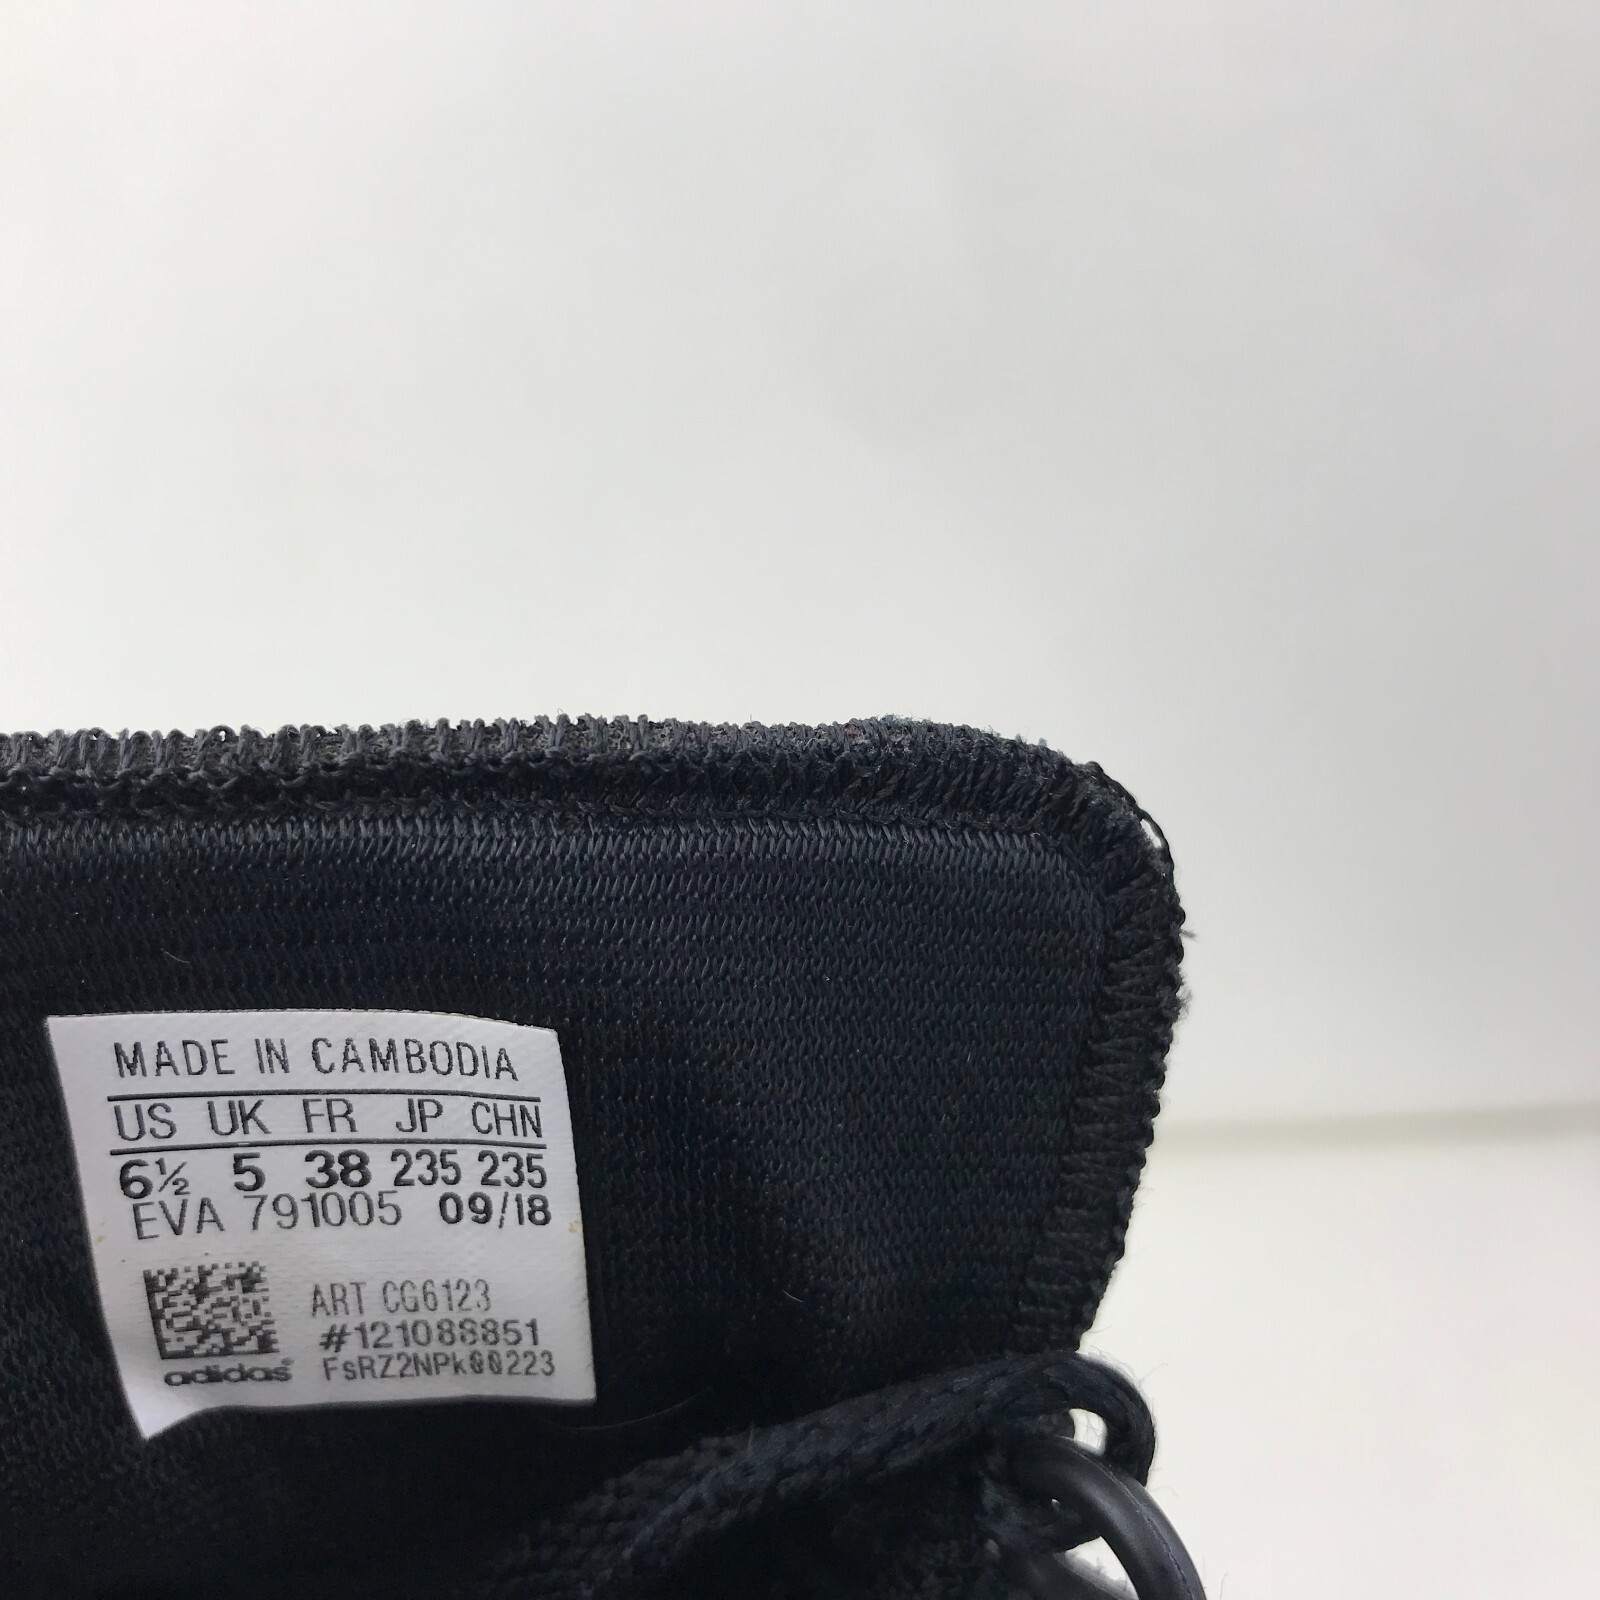 MADE IN CAMBODIA
US UK FR JP CHN
6½ 5 38 235 235
EVA 791005 09/18
ART CG6123
#121088851
adidas FsRZ2NPk00223